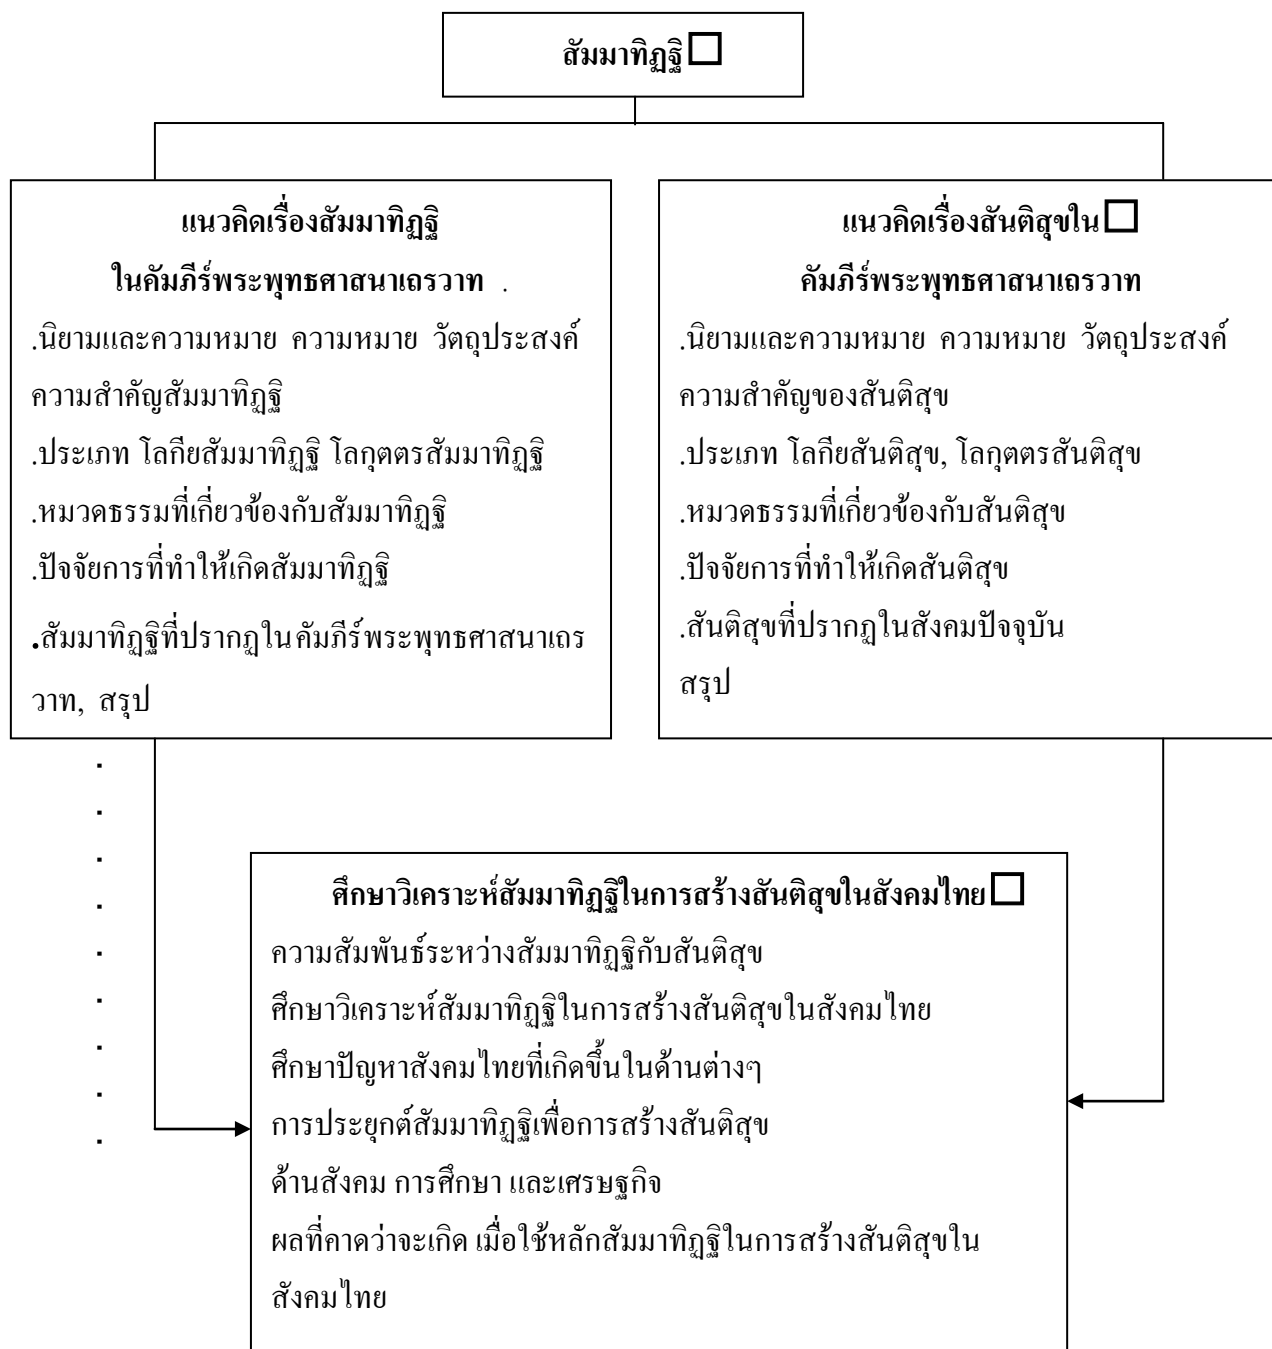 สัมมาทิฏฐิ
แนวคิดเรื่องสัมมาทิฏฐิ
ในคัมภีร์พระพุทธศาสนาเถรวาท .
.นิยามและความหมาย ความหมาย วัตถุประสงค์
ความสำคัญสัมมาทิฏฐิ
.ประเภท โลกียสัมมาทิฏฐิ โลกุตตรสัมมาทิฏฐิ
.หมวดธรรมที่เกี่ยวข้องกับสัมมาทิฏฐิ
.ปัจจัยการที่ทำให้เกิดสัมมาทิฏฐิ
.สัมมาทิฏฐิที่ปรากฏในคัมภีร์พระพุทธศาสนาเถร
วาท, สรุป
แนวคิดเรื่องสันติสุขใน
คัมภีร์พระพุทธศาสนาเถรวาท
.นิยามและความหมาย ความหมาย วัตถุประสงค์
ความสำคัญของสันติสุข
.ประเภท โลกียสันติสุข, โลกุตตรสันติสุข
.หมวดธรรมที่เกี่ยวข้องกับสันติสุข
.ปัจจัยการที่ทำให้เกิดสันติสุข
.สันติสุขที่ปรากฏในสังคมปัจจุบัน
สรุป
ศึกษาวิเคราะห์สัมมาทิฏฐิในการสร้างสันติสุขในสังคมไทย
ความสัมพันธ์ระหว่างสัมมาทิฏฐิกับสันติสุข
ศึกษาวิเคราะห์สัมมาทิฏฐิในการสร้างสันติสุขในสังคมไทย
ศึกษาปัญหาสังคมไทยที่เกิดขึ้นในด้านต่างๆ
การประยุกต์สัมมาทิฏฐิเพื่อการสร้างสันติสุข
ด้านสังคม การศึกษา และเศรษฐกิจ
ผลที่คาดว่าจะเกิด เมื่อใช้หลักสัมมาทิฏฐิในการสร้างสันติสุขใน
สังคมไทย